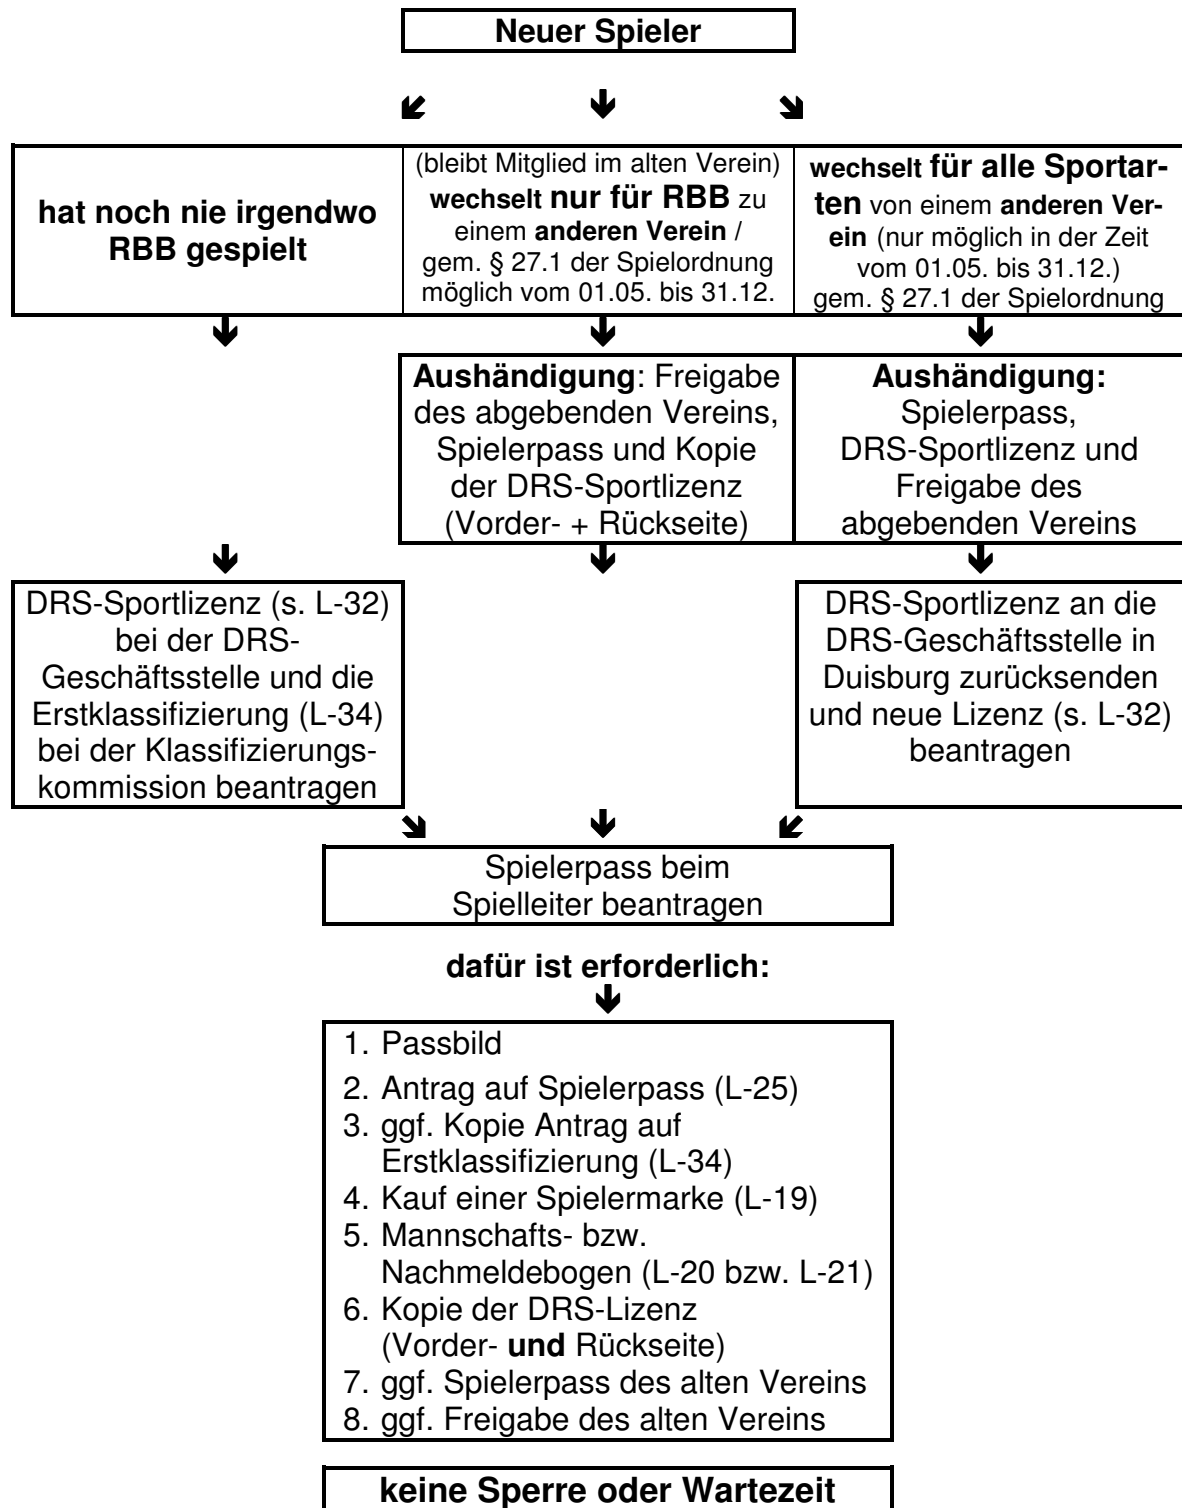 Neuer Spieler
hat noch nie irgendwo
RBB gespielt
(bleibt Mitglied im alten Verein)
wechselt nur für RBB zu
einem anderen Verein /
gem. § 27.1 der Spielordnung
möglich vom 01.05. bis 31.12.
wechselt für alle Sportar-
ten von einem anderen Ver-
ein (nur möglich in der Zeit
vom 01.05. bis 31.12.)
gem. § 27.1 der Spielordnung
Aushändigung: Freigabe
des abgebenden Vereins,
Spielerpass und Kopie
der DRS-Sportlizenz
(Vorder- + Rückseite)
Aushändigung:
Spielerpass,
DRS-Sportlizenz und
Freigabe des
abgebenden Vereins
DRS-Sportlizenz (s. L-32)
bei der DRS-
Geschäftsstelle und die
Erstklassifizierung (L-34)
bei der Klassifizierungs-
kommission beantragen
DRS-Sportlizenz an die
DRS-Geschäftsstelle in
Duisburg zurücksenden
und neue Lizenz (s. L-32)
beantragen
Spielerpass beim
Spielleiter beantragen
dafür ist erforderlich:
1. Passbild
2. Antrag auf Spielerpass (L-25)
3. ggf. Kopie Antrag auf
Erstklassifizierung (L-34)
4. Kauf einer Spielermarke (L-19)
5. Mannschafts- bzw.
Nachmeldebogen (L-20 bzw. L-21)
6. Kopie der DRS-Lizenz
(Vorder- und Rückseite)
7. ggf. Spielerpass des alten Vereins
8. ggf. Freigabe des alten Vereins
keine Sperre oder Wartezeit